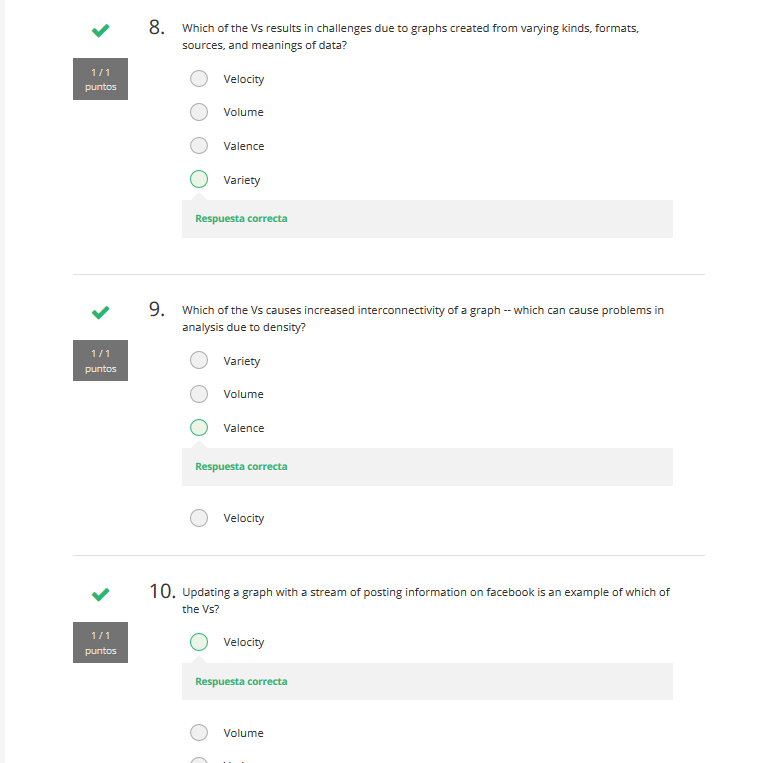 8. Which of the Vs results in challenges due to graphs created from varying kinds, formats,
sources, and meanings of data?
1 / 1
puntos
Velocity
Volume
Valence
Variety
Respuesta correcta
9. Which of the Vs causes increased interconnectivity of a graph -- which can cause problems in
analysis due to density?
1 / 1
puntos
Variety
Volume
Valence
Respuesta correcta
Velocity
10. Updating a graph with a stream of posting information on facebook is an example of which of
the Vs?
1 / 1
puntos
Velocity
Respuesta correcta
Volume